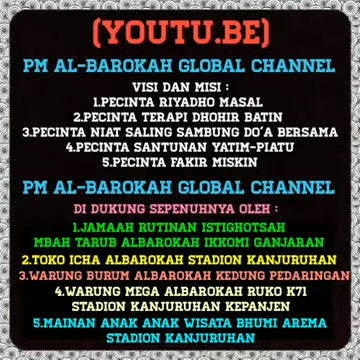 (YOUTU.BE)
PM AL-BAROKAH GLOBAL CHANNEL
VISI DAN MISI :
1.PECINTA RIYADHO MASAL
2.PECINTA TERAPI DHOHIR BATIN
3.PECINTA NIAT SALING SAMBUNG DO'A BERSAMA
4.PECINTA SANTUNAN YATIM-PIATU
5.PECINTA FAKIR MISKIN
PM AL-BAROKAH GLOBAL CHANNEL
DI DUKUNG SEPENUHNYA OLEH :
1.JAMAAH RUTINAN ISTIGHOTSAH
MBAH TARUB ALBAROKAH IKKOMI GANJARAN
2.TOKO ICHA ALBAROKAH STADION KANJURUHAN
3.WARUNG BURUM ALBAROKAH KEDUNG PEDARINGAN
4.WARUNG MEGA ALBAROKAH RUKO K71
STADION KANJURUHAN KEPANJEN
5.MAINAN ANAK ANAK WISATA BHUMI AREMA
STADION KANJURUHAN